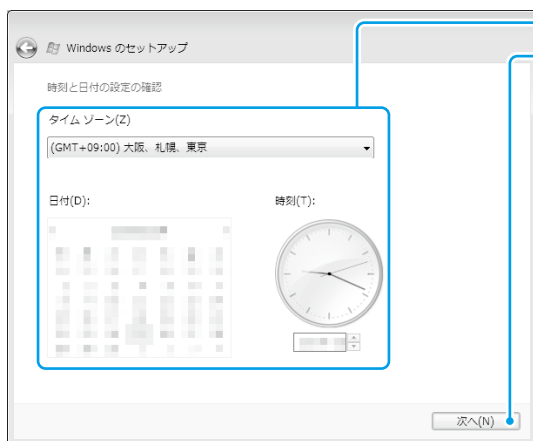 Windows のセットアップ
時刻と日付の設定の確認
タイム ゾーン(Z)
(GMT+09:00) 大阪、札幌、東京
日付(D):
時刻(T):
次へ(N)